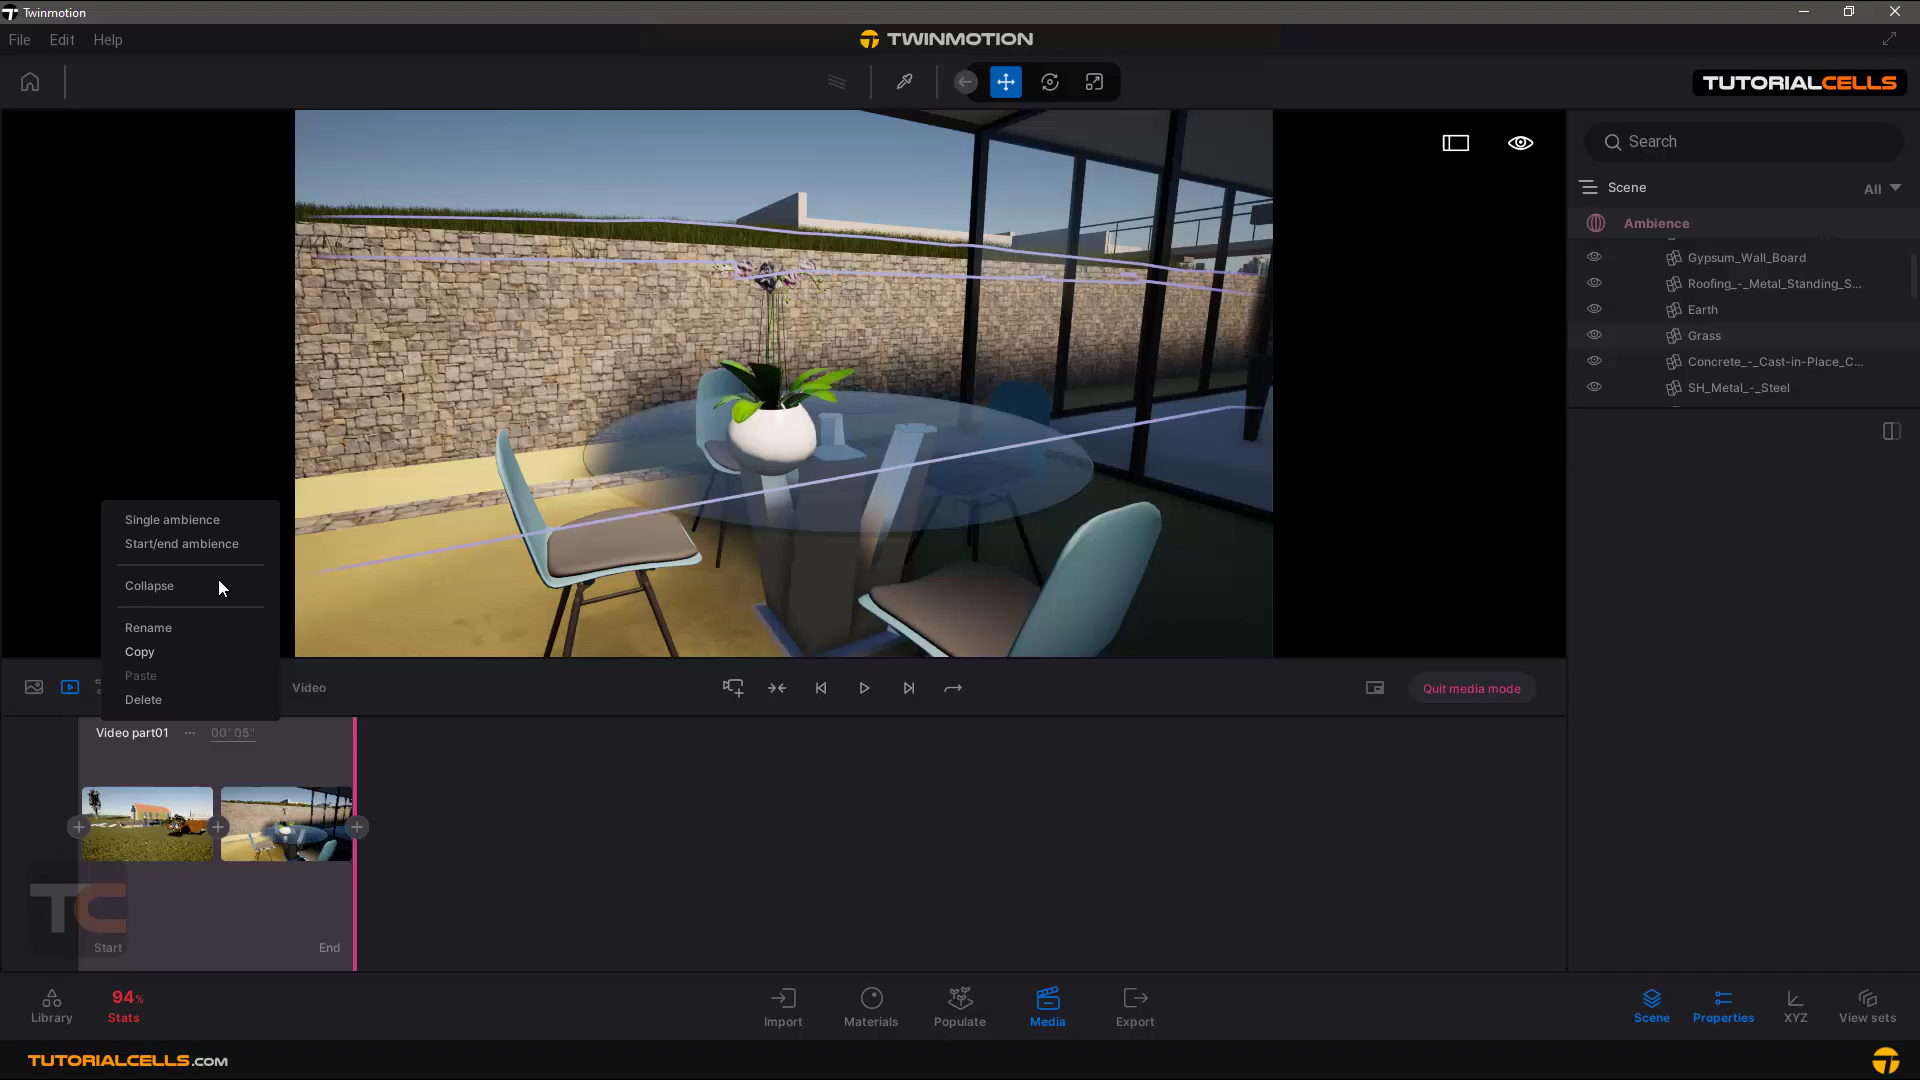 Twinmotion
File Edit Help
TWINMOTION
TUTORIALCELLS
Search
Scene
All
Ambience
Gypsum_Wall_Board
Roofing_-_Metal_Standing_S...
Earth
Grass
Concrete_-_Cast-in-Place_C...
SH_Metal_-_Steel
Single ambience
Start/end ambience
Collapse
Rename
Copy
Paste
Delete
Video
Quit media mode
Video part01 ... 00' 05"
TC
Start End
94%
Stats
Library
Import
Materials
Populate
Media
Export
Scene
Properties
XYZ
View sets
TUTORIALCELLS.COM